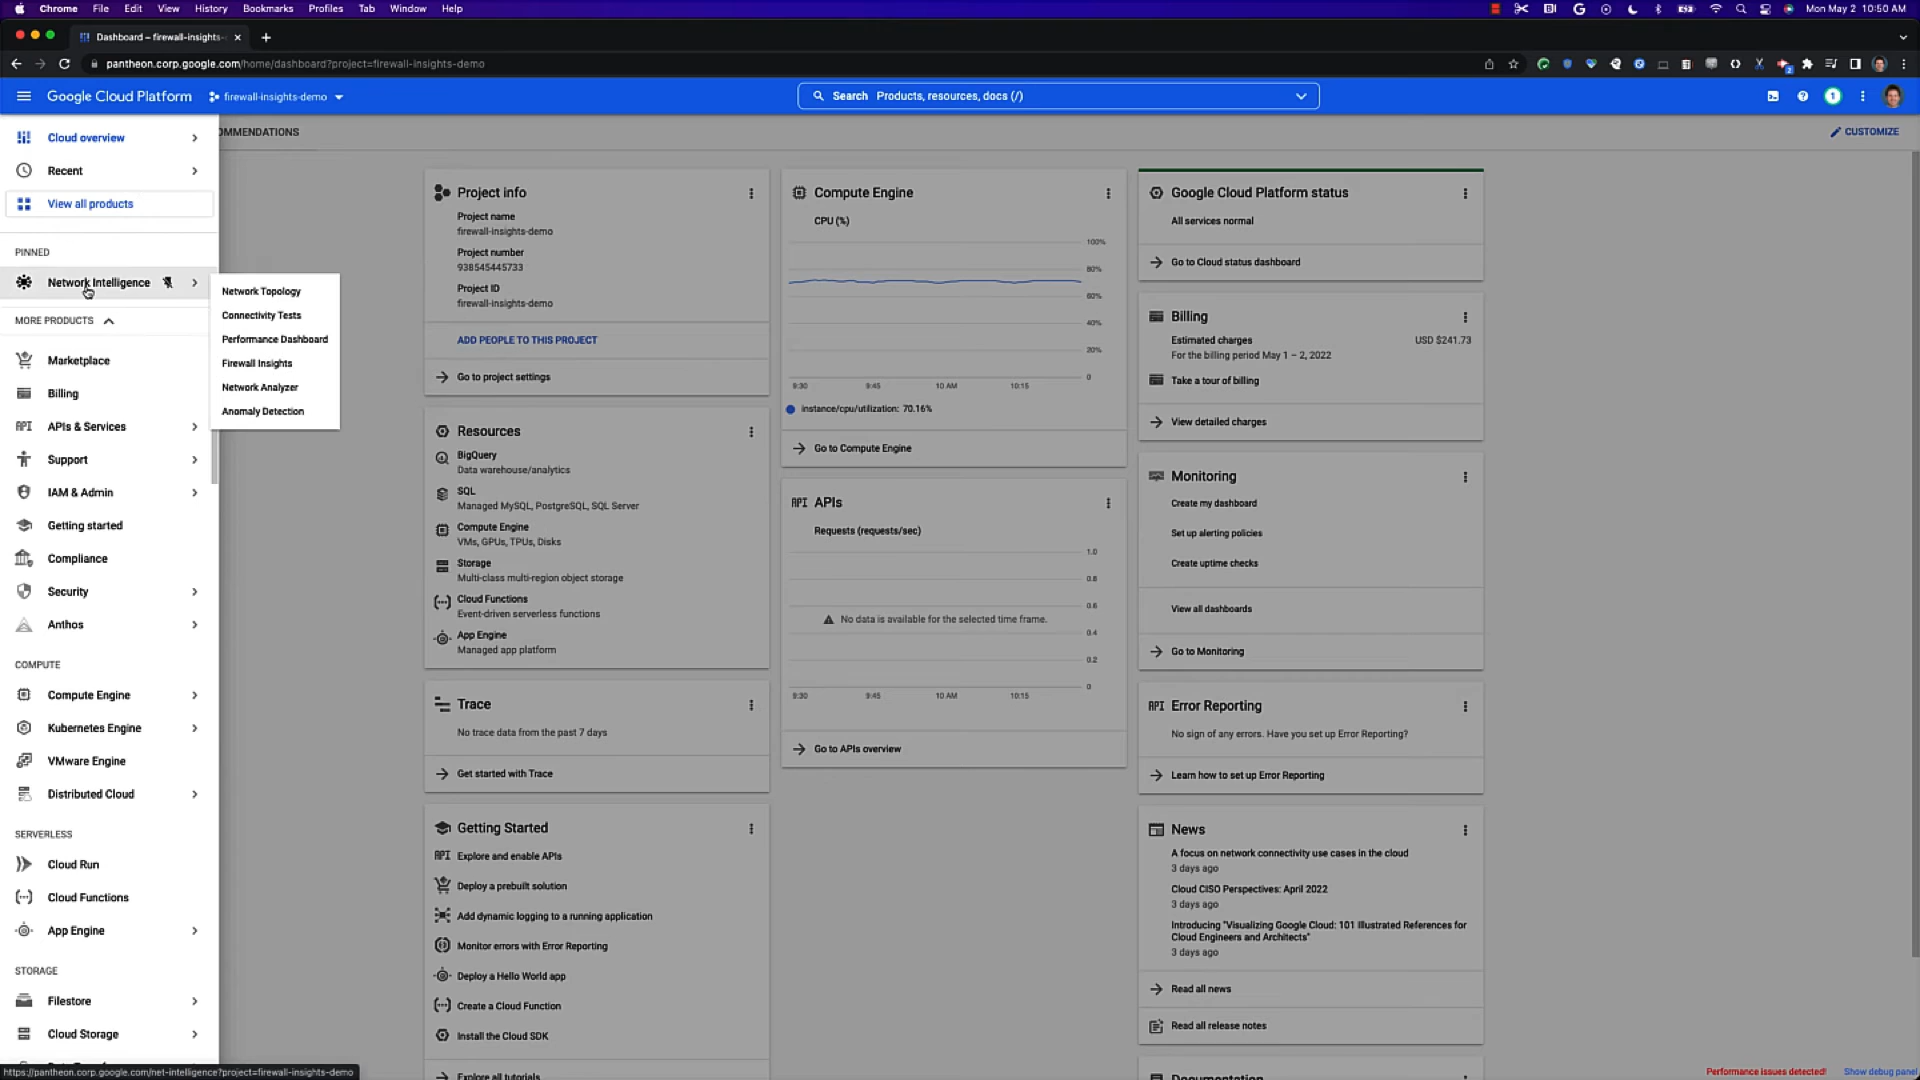 Chrome File Edit View History Bookmarks Profiles Tab Window Help Mon May 2 10:50 AM
Dashboard – firewall-insights-
pantheon.corp.google.com/home/dashboard?project=firewall-insights-demo
Google Cloud Platform firewall-insights-demo Search Products, resources, docs (/) 1
OMMENDATIONS CUSTOMIZE
Cloud overview
Recent
View all products
PINNED
Network Intelligence
MORE PRODUCTS
Marketplace
Billing
API APIs & Services
Support
IAM & Admin
Getting started
Compliance
Security
Anthos
COMPUTE
Compute Engine
Kubernetes Engine
VMware Engine
Distributed Cloud
SERVERLESS
Cloud Run
Cloud Functions
App Engine
STORAGE
Filestore
Cloud Storage
https://pantheon.corp.google.com/net-intelligence?project=firewall-insights-demo
Network Topology
Connectivity Tests
Performance Dashboard
Firewall Insights
Network Analyzer
Anomaly Detection
Project info
Project name
firewall-insights-demo
Project number
938545445733
Project ID
firewall-insights-demo
ADD PEOPLE TO THIS PROJECT
Go to project settings
Resources
BigQuery
Data warehouse/analytics
SQL
Managed MySQL, PostgreSQL, SQL Server
Compute Engine
VMs, GPUs, TPUs, Disks
Storage
Multi-class multi-region object storage
Cloud Functions
Event-driven serverless functions
App Engine
Managed app platform
Trace
No trace data from the past 7 days
Get started with Trace
Getting Started
API Explore and enable APIs
Deploy a prebuilt solution
Add dynamic logging to a running application
Monitor errors with Error Reporting
Deploy a Hello World app
Create a Cloud Function
Install the Cloud SDK
Explore all tutorials
Compute Engine
CPU (%)
100%
80%
60%
40%
20%
0
9:30 9:45 10 AM 10:15
instance/cpu/utilization: 70.16%
Go to Compute Engine
API APIs
Requests (requests/sec)
1.0
0.8
0.6
No data is available for the selected time frame.
0.4
0.2
0
9:30 9:45 10 AM 10:15
Go to APIs overview
Google Cloud Platform status
All services normal
Go to Cloud status dashboard
Billing
Estimated charges USD $241.73
For the billing period May 1 – 2, 2022
Take a tour of billing
View detailed charges
Monitoring
Create my dashboard
Set up alerting policies
Create uptime checks
View all dashboards
Go to Monitoring
API Error Reporting
No sign of any errors. Have you set up Error Reporting?
Learn how to set up Error Reporting
News
A focus on network connectivity use cases in the cloud
3 days ago
Cloud CISO Perspectives: April 2022
3 days ago
Introducing "Visualizing Google Cloud: 101 Illustrated References for
Cloud Engineers and Architects"
3 days ago
Read all news
Read all release notes
Documentation
Performance issues detected! Show debug panel